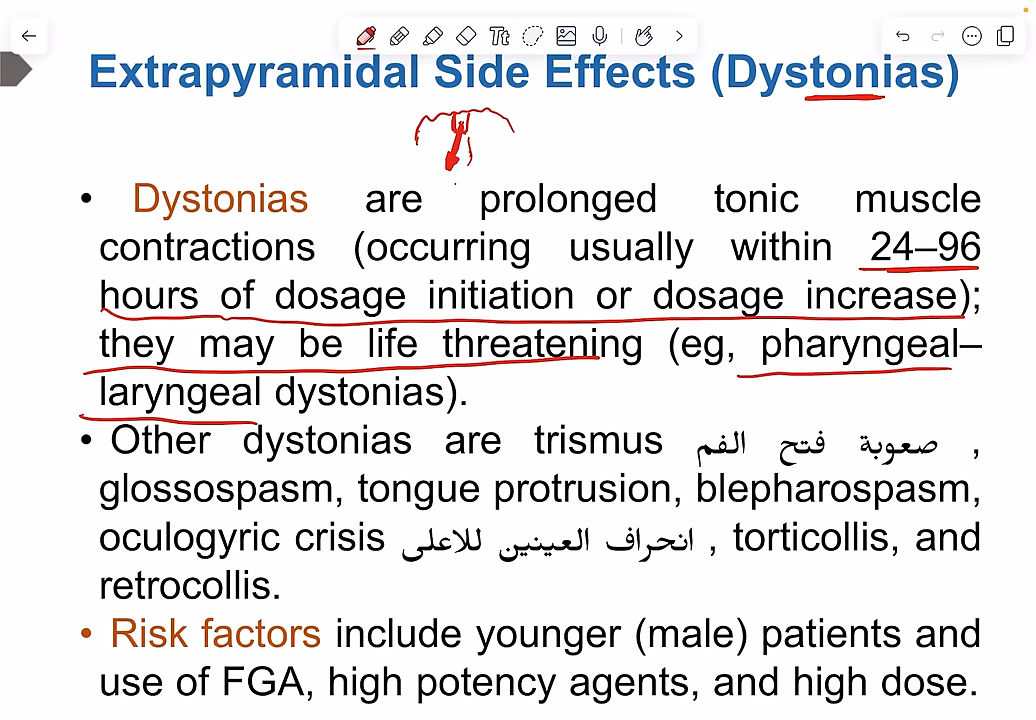 Tt
Extrapyramidal Side Effects (Dystonias)
• Dystonias are prolonged tonic muscle
contractions (occurring usually within 24–96
hours of dosage initiation or dosage increase);
they may be life threatening (eg, pharyngeal–
laryngeal dystonias).
• Other dystonias are trismus صعوبة فتح الفم ,
glossospasm, tongue protrusion, blepharospasm,
oculogyric crisis انحراف العينين للاعلى , torticollis, and
retrocollis.
• Risk factors include younger (male) patients and
use of FGA, high potency agents, and high dose.